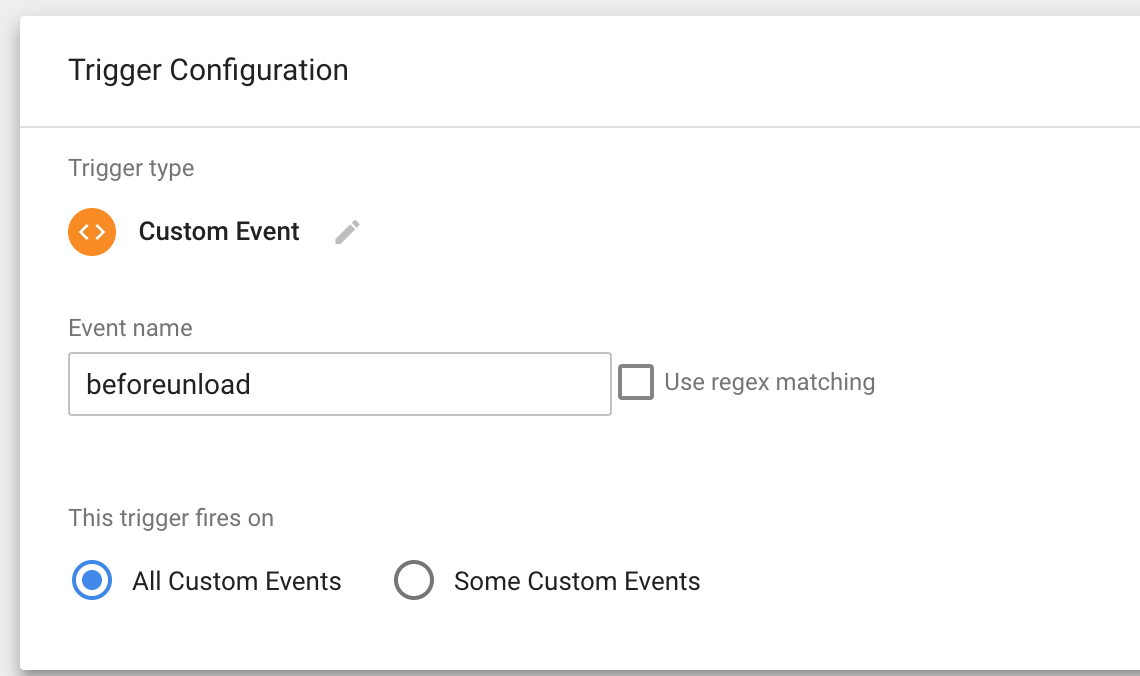 Trigger Configuration
Trigger type
Custom Event
Event name
beforeunload
Use regex matching
This trigger fires on
All Custom Events
Some Custom Events